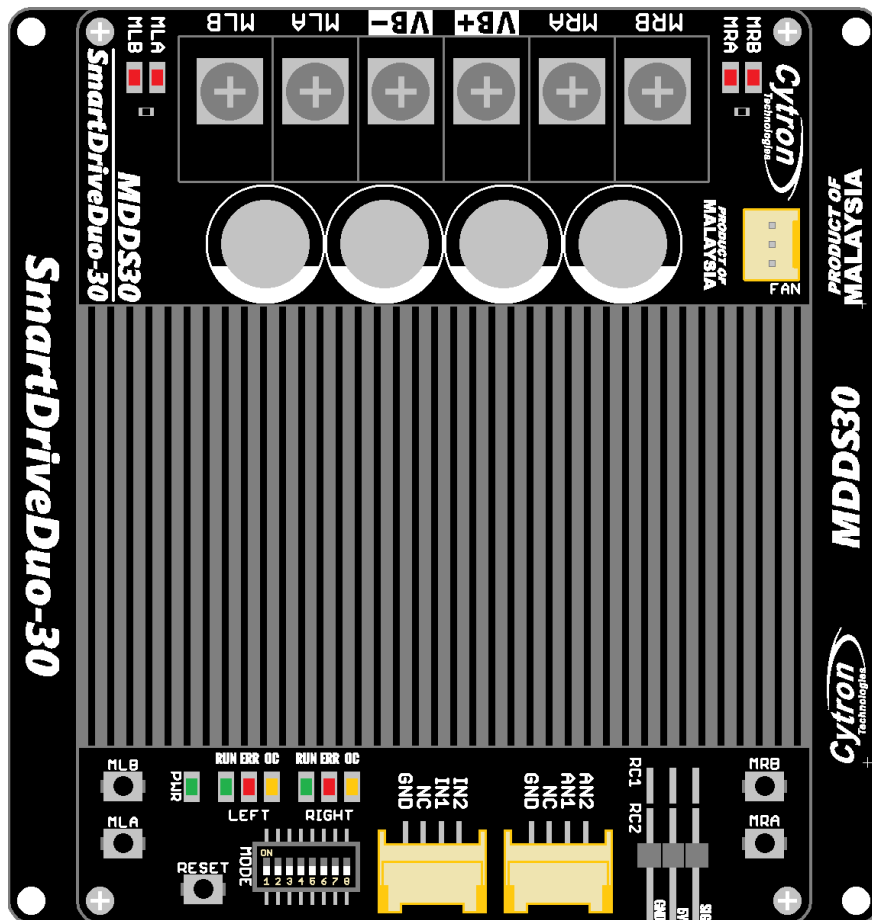 MLB MLA VB- VB+ MRA MRB
MLB
MLA
MRA
MRB
SmartDriveDuo-30
MDDS30
Cytron
Technologies
PRODUCT OF
MALAYSIA
FAN
SmartDriveDuo-30
PRODUCT OF
MALAYSIA
MDDS30
Cytron
Technologies
MLB
MLA
PWR
RUN ERR OC
LEFT
RUN ERR OC
RIGHT
RESET
MODE
ON
1 2 3 4 5 6 7 8
GND
NC
IN1
IN2
GND
NC
AN1
AN2
RC1
RC2
GND
5V
SIG
MRB
MRA